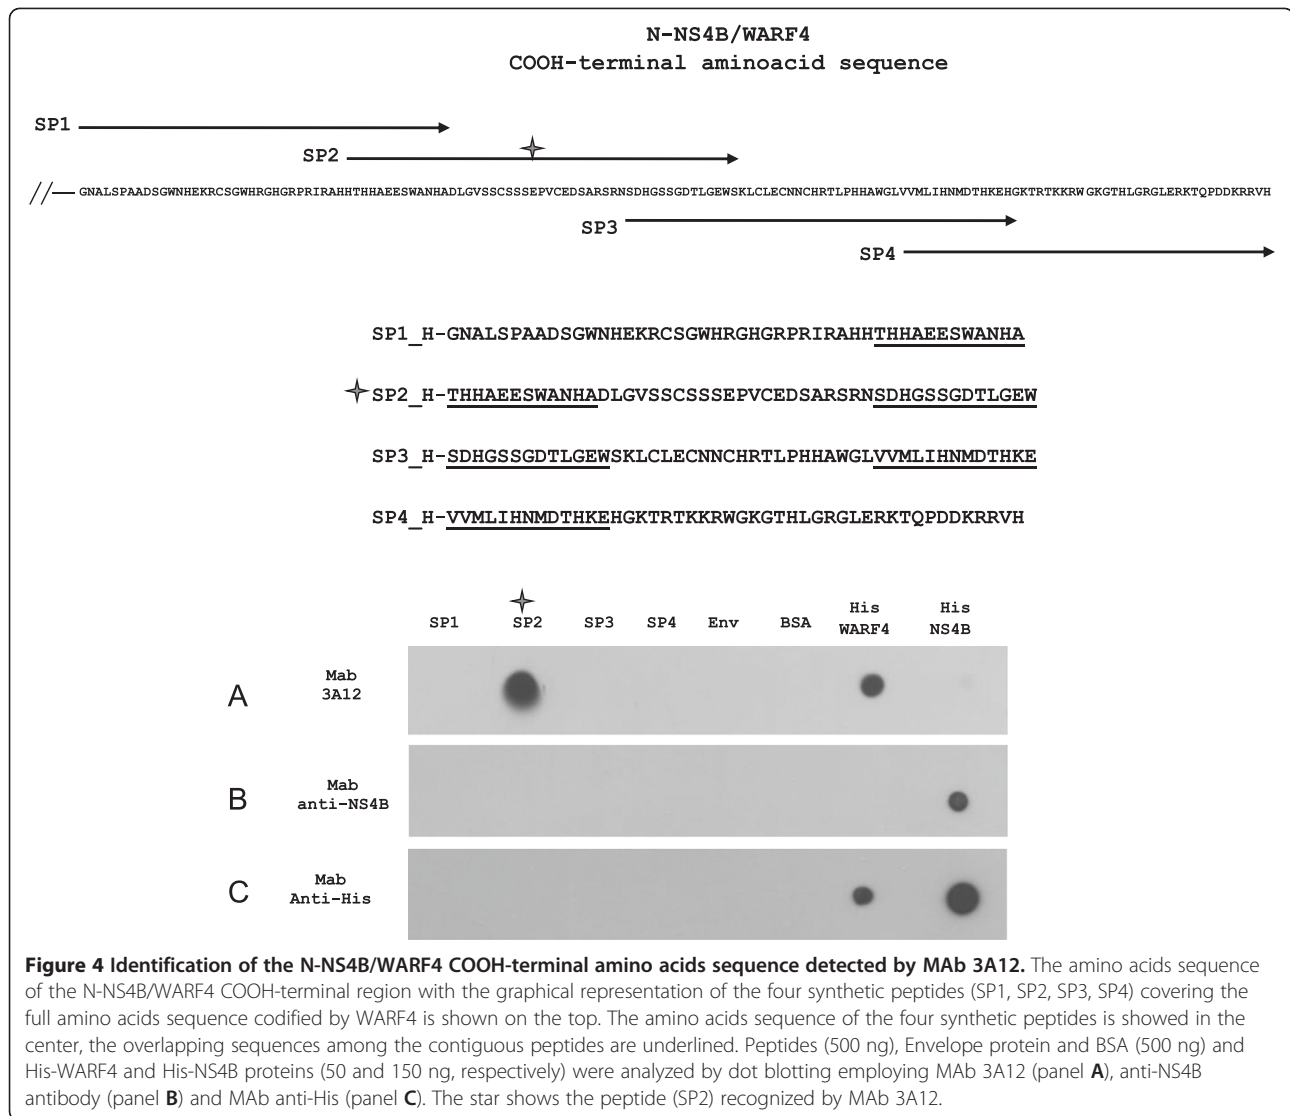 N-NS4B/WARF4
COOH-terminal aminoacid sequence
SP1
SP2
GNALSPAADSGWNHEKRCSGWHRGHGRPRIRAHHTHHAEESWANHADLGVSSCSSSEPVCEDSARSRNSDHGSSGDTLGEWSKLCLECNNCHRTLPHHAWGLVVMLIHNMDTHKEHGKTRTKKRWGKGTHLGRGLERKTQPDDKRRVH
SP3
SP4
SP1_H-GNALSPAADSGWNHEKRCSGWHRGHGRPRIRAHHTHHAEESWANHA
SP2_H-THHAEESWANHADLGVSSCSSSEPVCEDSARSRNSDHGSSGDTLGEW
SP3_H-SDHGSSGDTLGEWSKLCLECNNCHRTLPHHAWGLVVMLIHNMDTHKE
SP4_H-VVMLIHNMDTHKEHGKTRTKKRWGKGTHLGRGLERKTQPDDKRRVH
SP1 SP2 SP3 SP4 Env BSA His WARF4 His NS4B
A Mab 3A12
B Mab anti-NS4B
C Mab Anti-His
Figure 4 Identification of the N-NS4B/WARF4 COOH-terminal amino acids sequence detected by MAb 3A12. The amino acids sequence
of the N-NS4B/WARF4 COOH-terminal region with the graphical representation of the four synthetic peptides (SP1, SP2, SP3, SP4) covering the
full amino acids sequence codified by WARF4 is shown on the top. The amino acids sequence of the four synthetic peptides is showed in the
center, the overlapping sequences among the contiguous peptides are underlined. Peptides (500 ng), Envelope protein and BSA (500 ng) and
His-WARF4 and His-NS4B proteins (50 and 150 ng, respectively) were analyzed by dot blotting employing MAb 3A12 (panel A), anti-NS4B
antibody (panel B) and MAb anti-His (panel C). The star shows the peptide (SP2) recognized by MAb 3A12.